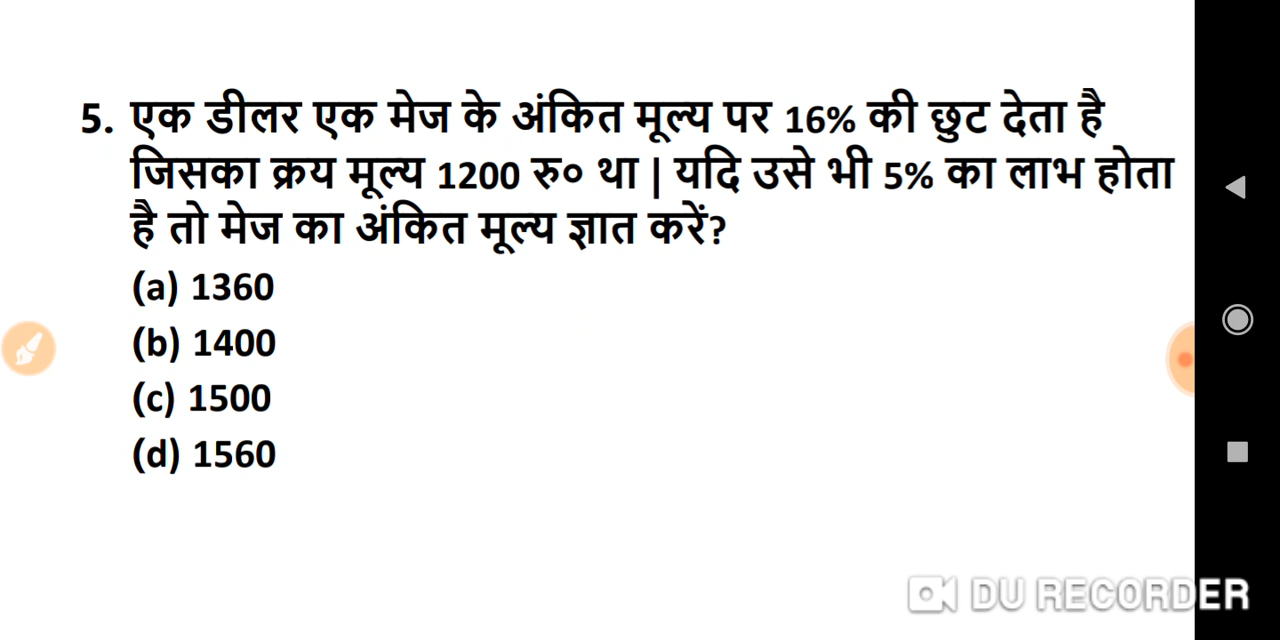 5. एक डीलर एक मेज के अंकित मूल्य पर 16% की छुट देता है
जिसका क्रय मूल्य 1200 रु० था | यदि उसे भी 5% का लाभ होता
है तो मेज का अंकित मूल्य ज्ञात करें?
(a) 1360
(b) 1400
(c) 1500
(d) 1560
DU RECORDER